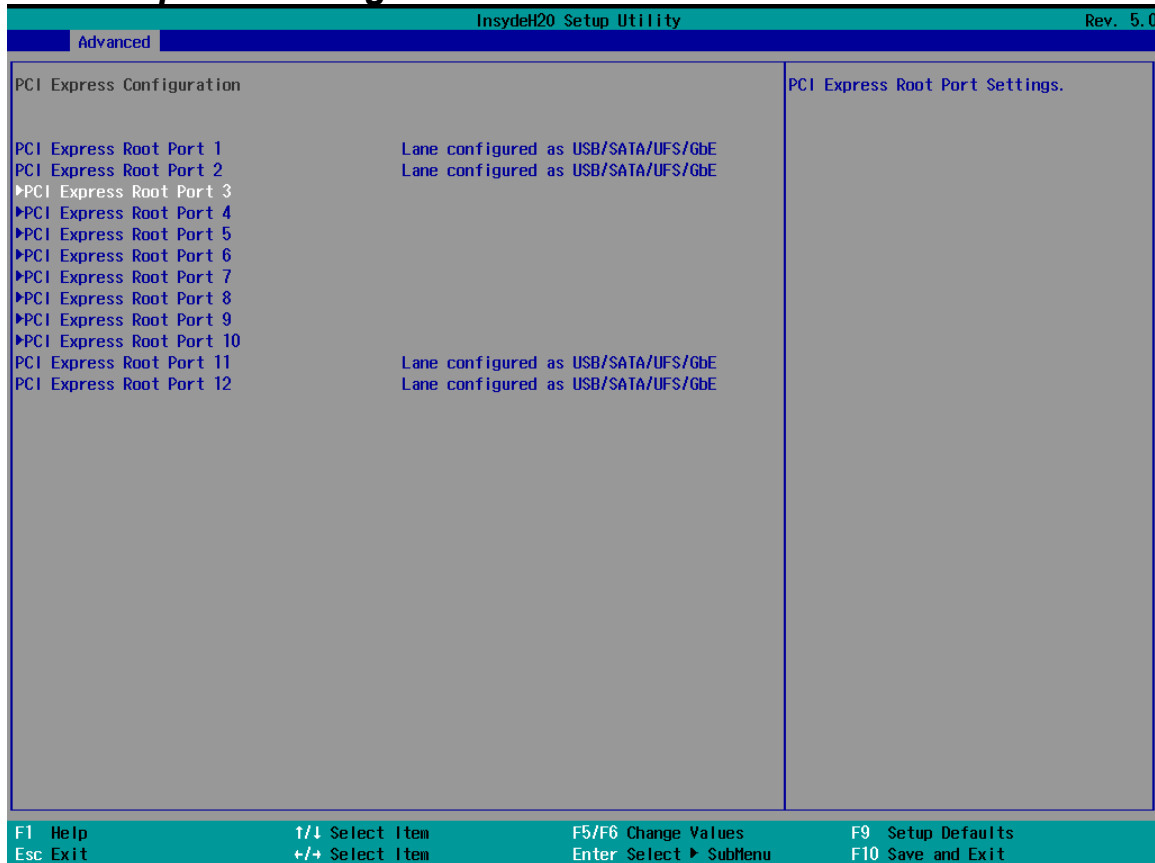 InsydeH20 Setup Utility Rev. 5.0
Advanced
PCI Express Configuration
PCI Express Root Port Settings.
PCI Express Root Port 1 Lane configured as USB/SATA/UFS/GbE
PCI Express Root Port 2 Lane configured as USB/SATA/UFS/GbE
▶PCI Express Root Port 3
▶PCI Express Root Port 4
▶PCI Express Root Port 5
▶PCI Express Root Port 6
▶PCI Express Root Port 7
▶PCI Express Root Port 8
▶PCI Express Root Port 9
▶PCI Express Root Port 10
PCI Express Root Port 11 Lane configured as USB/SATA/UFS/GbE
PCI Express Root Port 12 Lane configured as USB/SATA/UFS/GbE
F1 Help ↑/↓ Select Item F5/F6 Change Values F9 Setup Defaults
Esc Exit ←/→ Select Item Enter Select ▶ SubMenu F10 Save and Exit